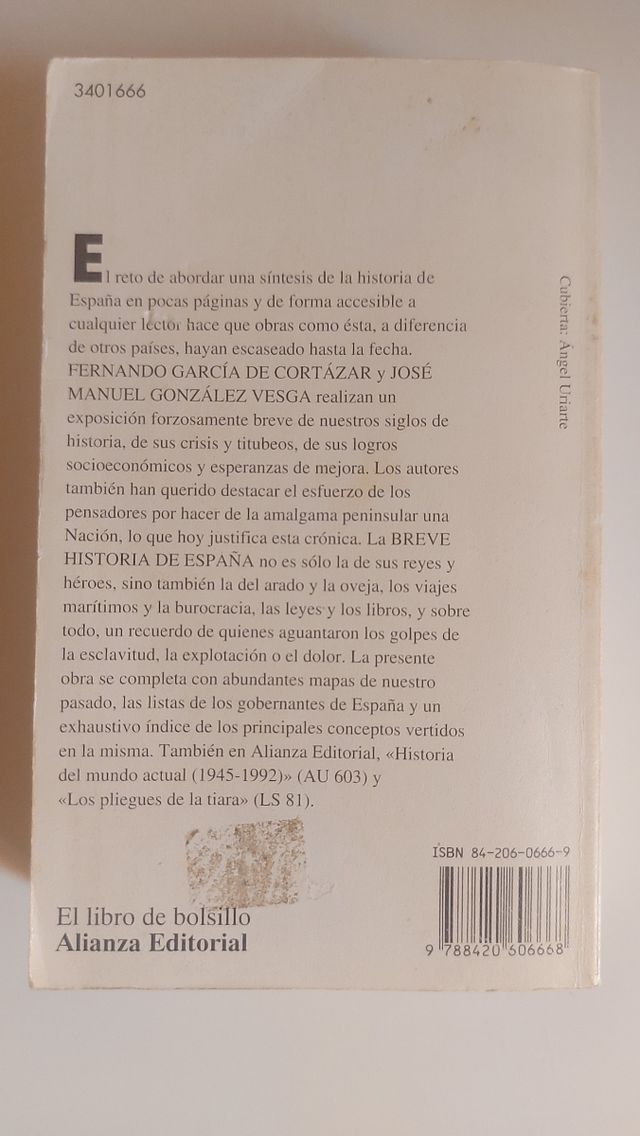 3401666
El reto de abordar una síntesis de la historia de
España en pocas páginas y de forma accesible a
cualquier lector hace que obras como ésta, a diferencia
de otros países, hayan escaseado hasta la fecha.
FERNANDO GARCÍA DE CORTÁZAR y JOSÉ
MANUEL GONZÁLEZ VESGA realizan un
exposición forzosamente breve de nuestros siglos de
historia, de sus crisis y titubeos, de sus logros
socioeconómicos y esperanzas de mejora. Los autores
también han querido destacar el esfuerzo de los
pensadores por hacer de la amalgama peninsular una
Nación, lo que hoy justifica esta crónica. La BREVE
HISTORIA DE ESPAÑA no es sólo la de sus reyes y
héroes, sino también la del arado y la oveja, los viajes
marítimos y la burocracia, las leyes y los libros, y sobre
todo, un recuerdo de quienes aguantaron los golpes de
la esclavitud, la explotación o el dolor. La presente
obra se completa con abundantes mapas de nuestro
pasado, las listas de los gobernantes de España y un
exhaustivo índice de los principales conceptos vertidos
en la misma. También en Alianza Editorial, «Historia
del mundo actual (1945-1992)» (AU 603) y
«Los pliegues de la tiara» (LS 81).
Cubierta: Ángel Uriarte
El libro de bolsillo
Alianza Editorial
ISBN 84-206-0666-9
9 788420 606668